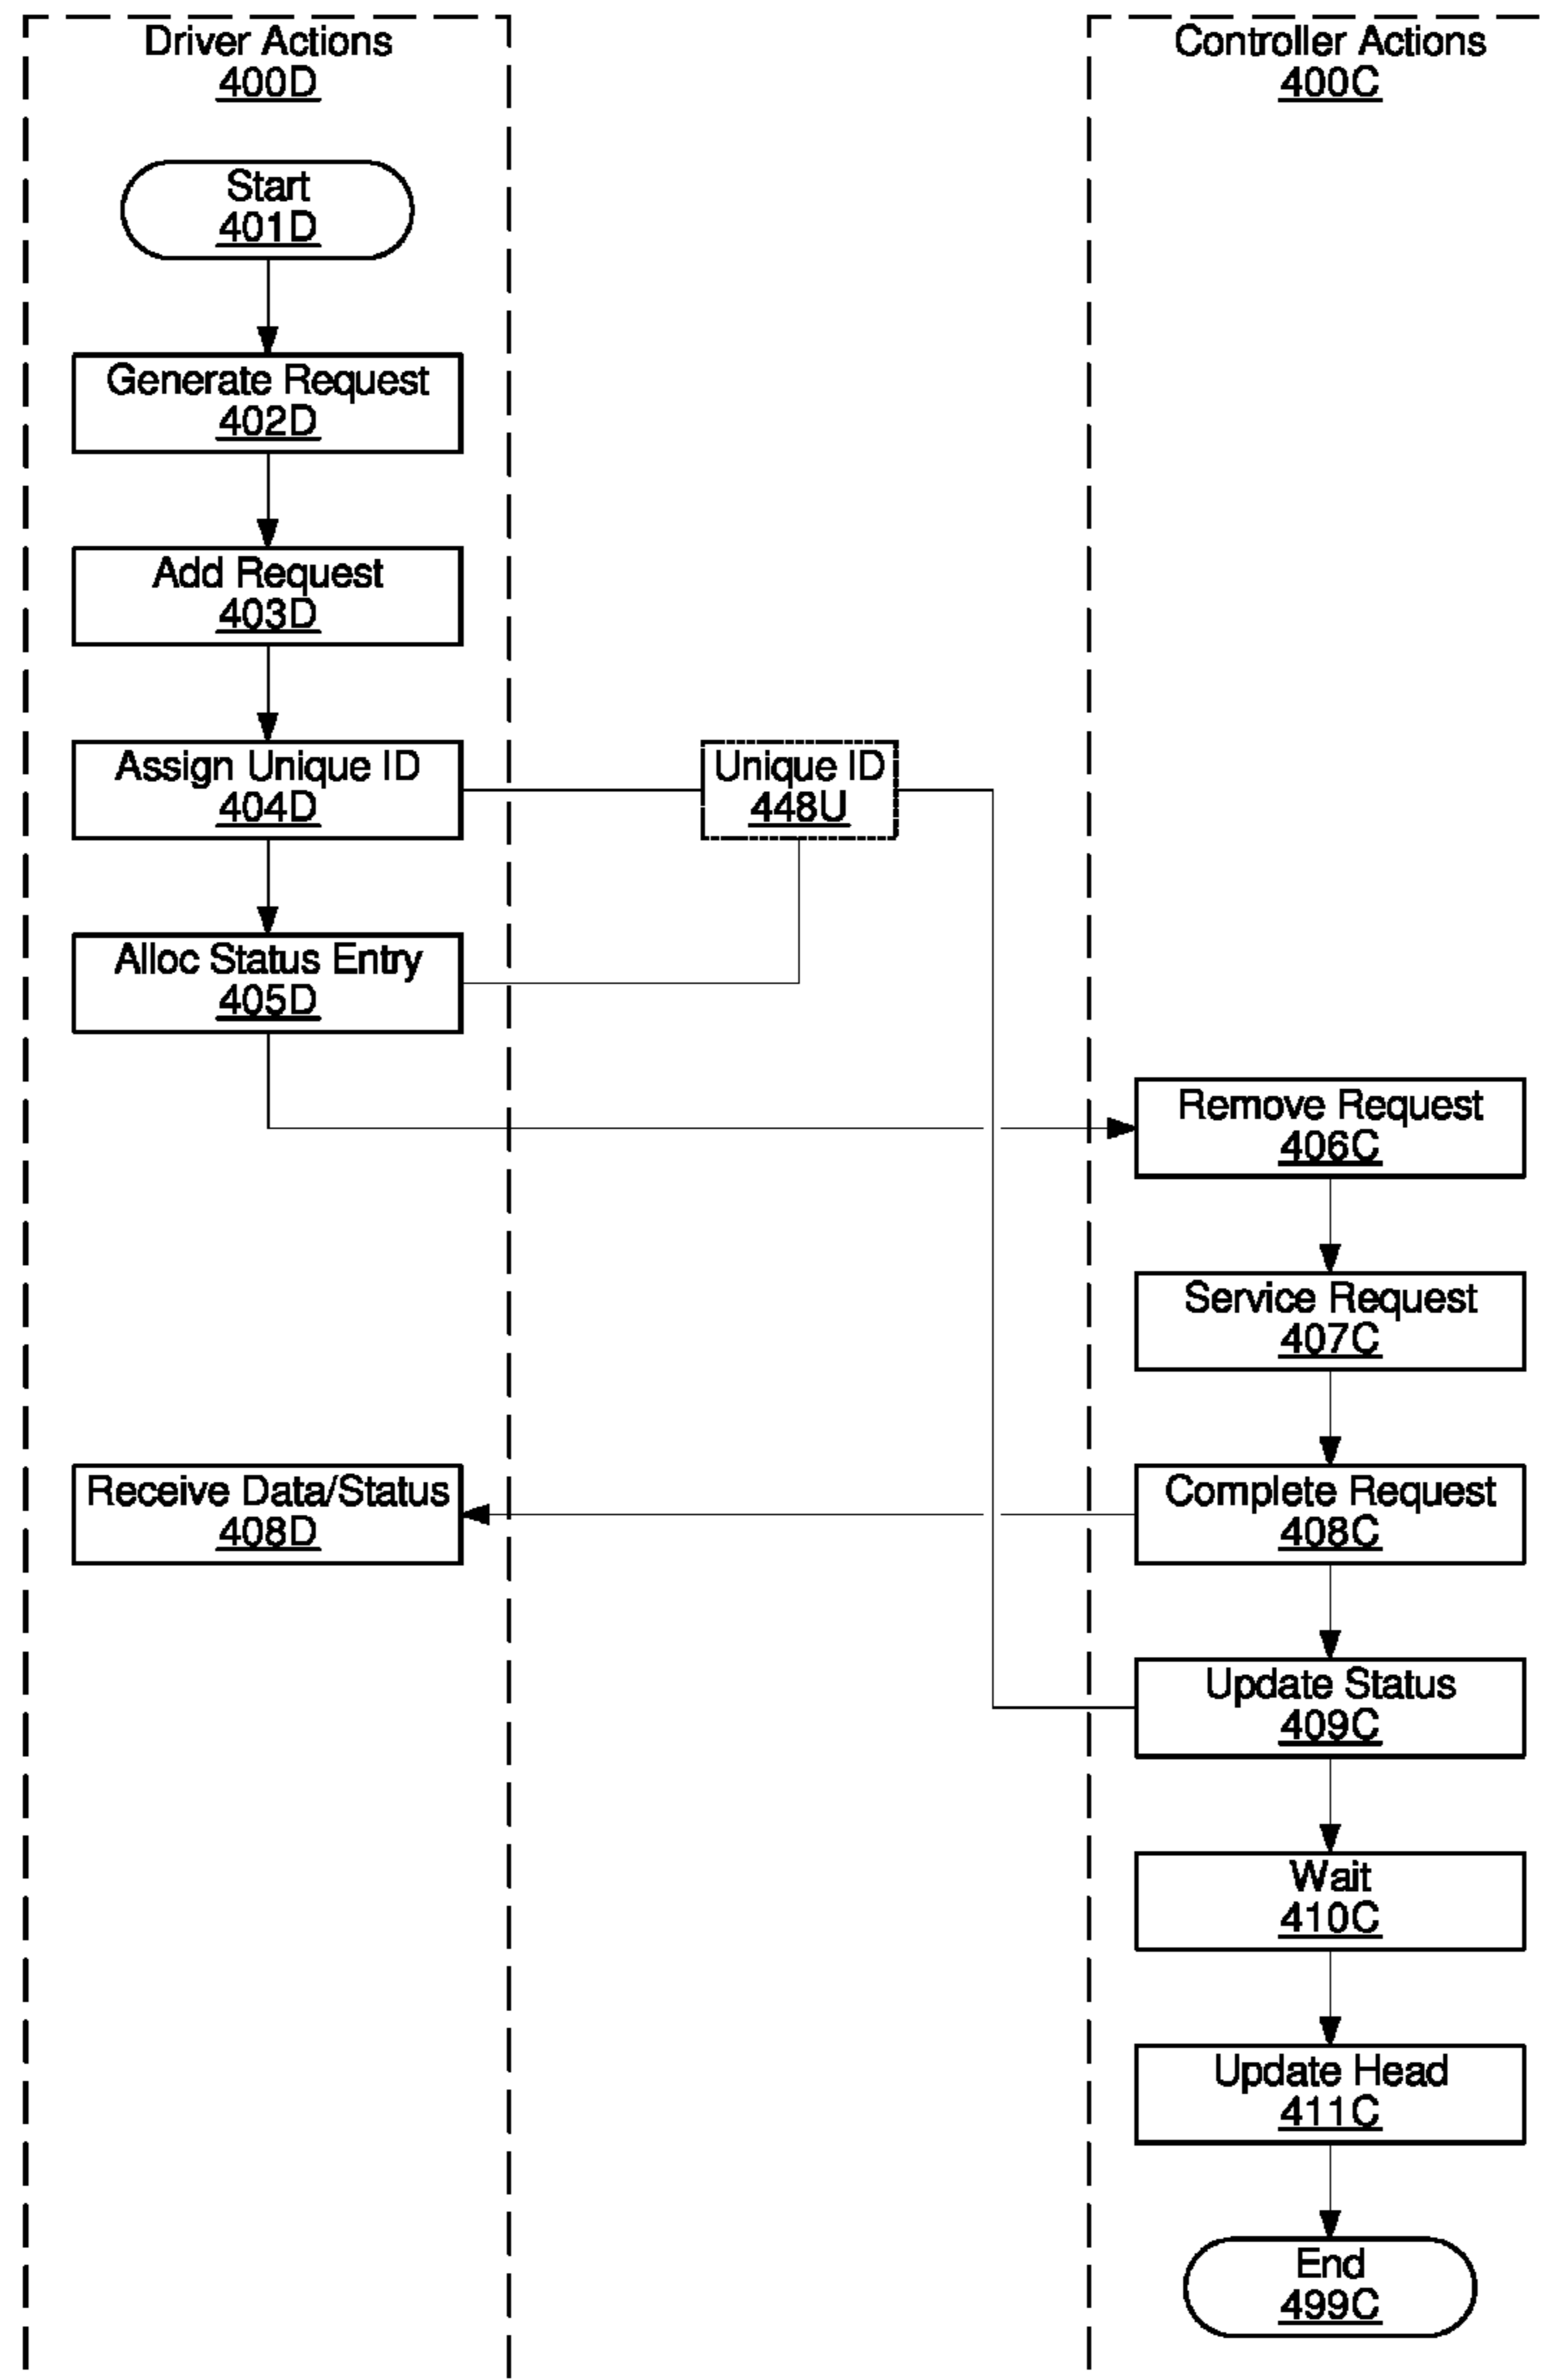 Driver Actions
400D
Controller Actions
400C
Start
401D
Generate Request
402D
Add Request
403D
Assign Unique ID
404D
Unique ID
448U
Alloc Status Entry
405D
Remove Request
406C
Service Request
407C
Receive Data/Status
408D
Complete Request
408C
Update Status
409C
Wait
410C
Update Head
411C
End
499C